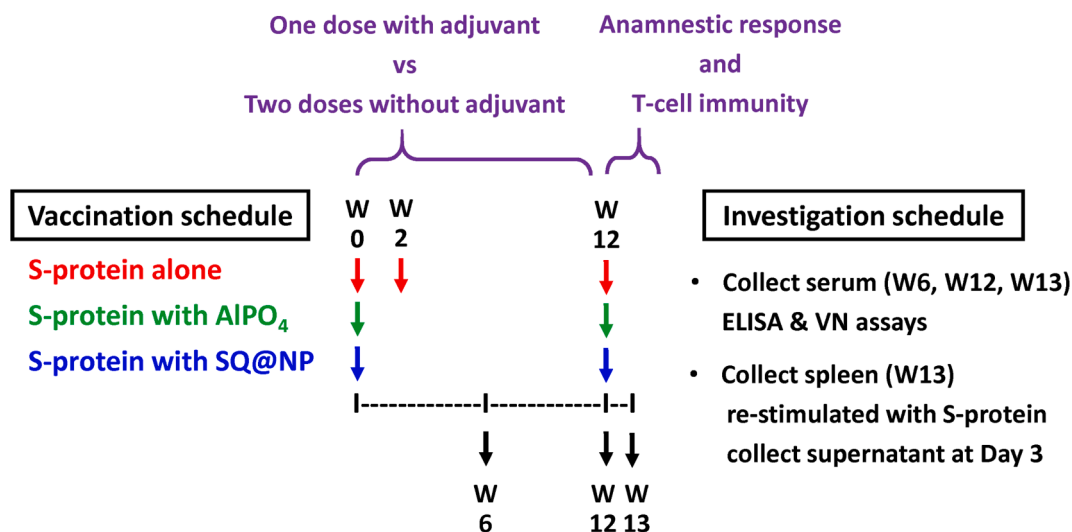 One dose with adjuvant
vs
Two doses without adjuvant
Anamnestic response
and
T-cell immunity
Vaccination schedule
W
0
W
2
W
12
S-protein alone
S-protein with AlPO₄
S-protein with SQ@NP
W
6
W
12
W
13
Investigation schedule
• Collect serum (W6, W12, W13)
ELISA & VN assays
• Collect spleen (W13)
re-stimulated with S-protein
collect supernatant at Day 3